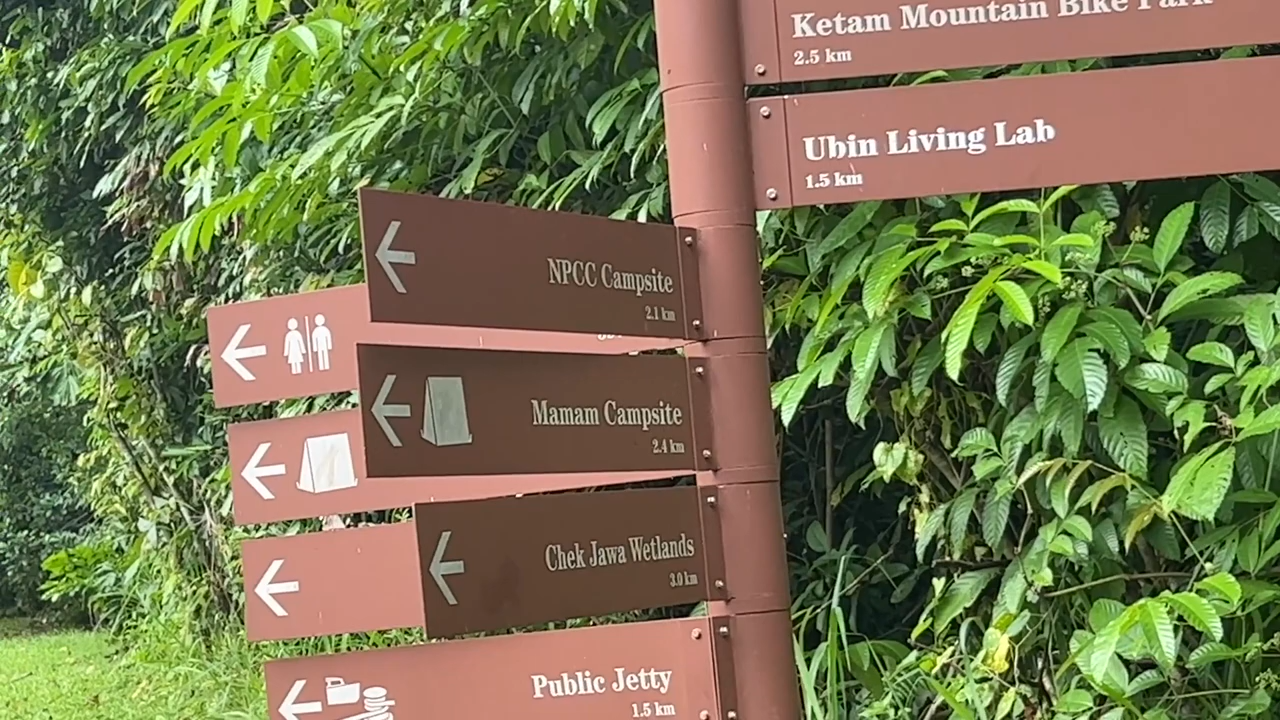 Ketam Mountain Bike Park
2.5 km
Ubin Living Lab
1.5 km
NPCC Campsite
2.1 km
Mamam Campsite
2.4 km
Chek Jawa Wetlands
3.0 km
Public Jetty
1.5 km